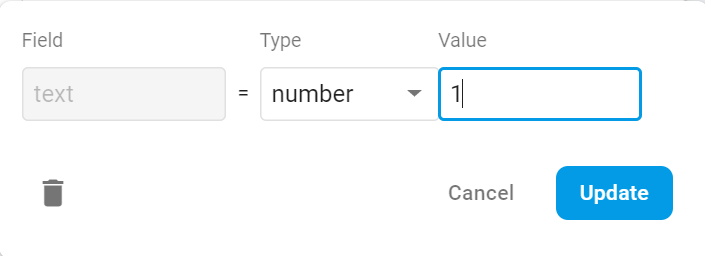 Field Type Value
text = number 1
Cancel Update